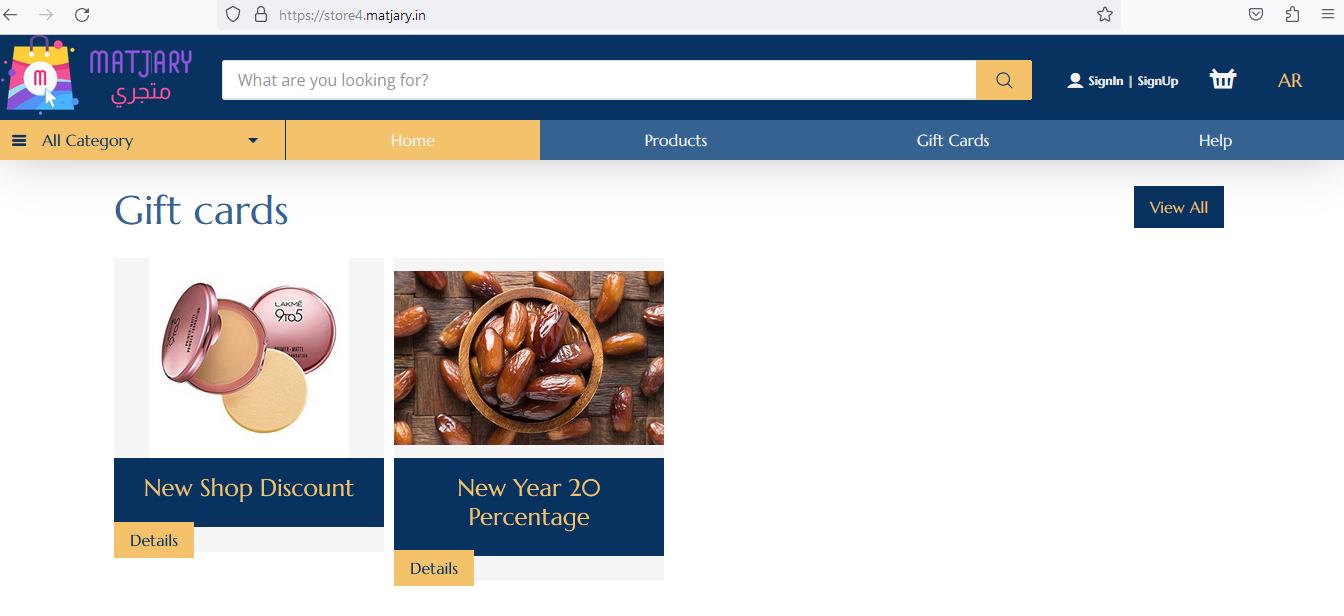 https://store4.matjary.in
MATJARY
متجري
M
What are you looking for?
SignIn | SignUp
AR
All Category
Home
Products
Gift Cards
Help
Gift cards
View All
LAKMÉ
9TO5
New Shop Discount
Details
New Year 20
Percentage
Details